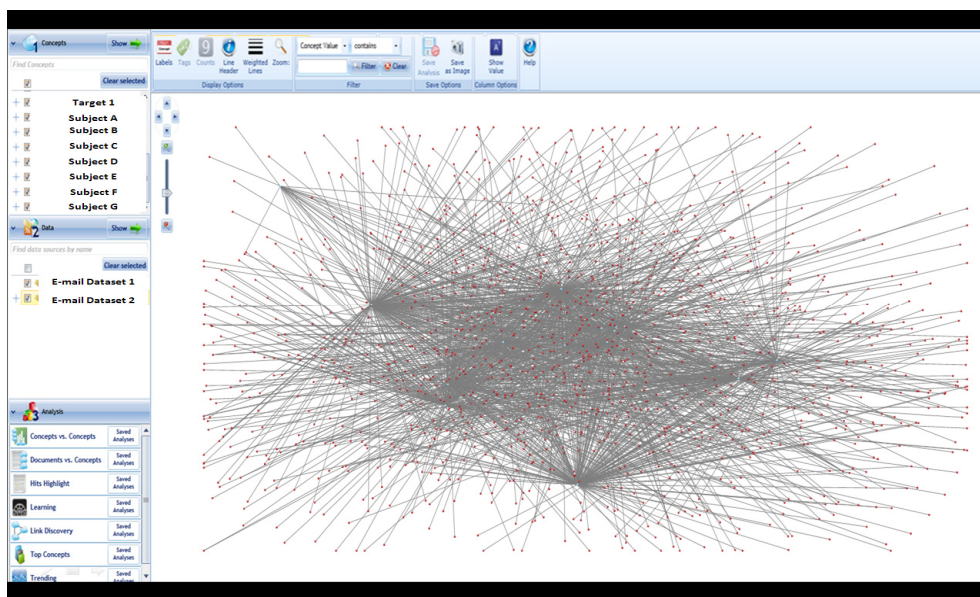 1 Concepts Show
Find Concepts
Clear selected
Target 1
Subject A
Subject B
Subject C
Subject D
Subject E
Subject F
Subject G
2 Data Show
Find data sources by name
Clear selected
E-mail Dataset 1
E-mail Dataset 2
3 Analysis
Concepts vs. Concepts Saved Analyses
Documents vs. Concepts Saved Analyses
Hits Highlight Saved Analyses
Learning Saved Analyses
Link Discovery Saved Analyses
Top Concepts Saved Analyses
Trending Saved Analyses
Labels Tags Counts Line Header Weighted Lines Zoom:
Display Options
Concept Value contains
Filter Clear
Filter
Save Analysis Save as Image
Save Options
Show Value
Column Options
Help